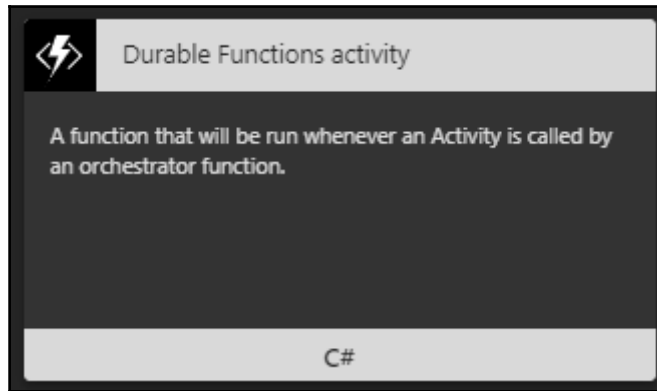 Durable Functions activity
A function that will be run whenever an Activity is called by
an orchestrator function.
C#